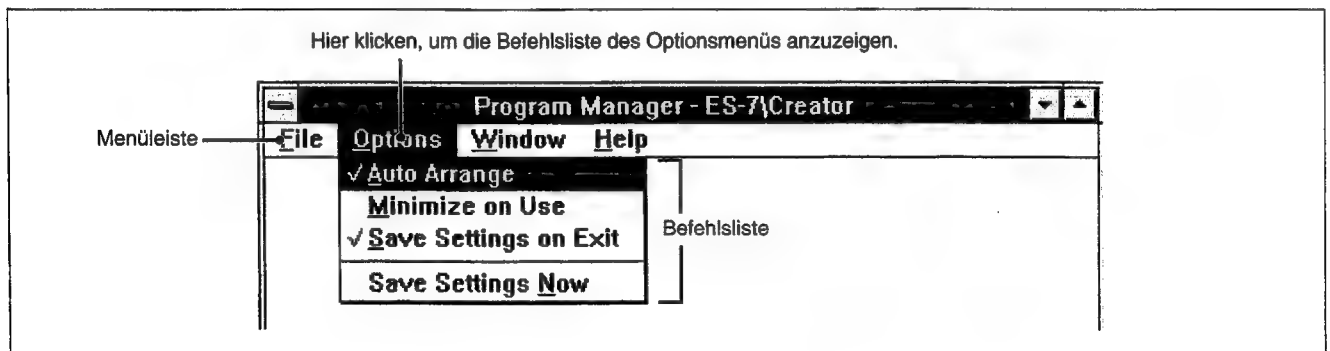 Hier klicken, um die Befehlsliste des Optionsmenüs anzuzeigen.
Program Manager - ES-7\Creator
Menüleiste
File Options Window Help
√ Auto Arrange
Minimize on Use
√ Save Settings on Exit
Befehlsliste
Save Settings Now